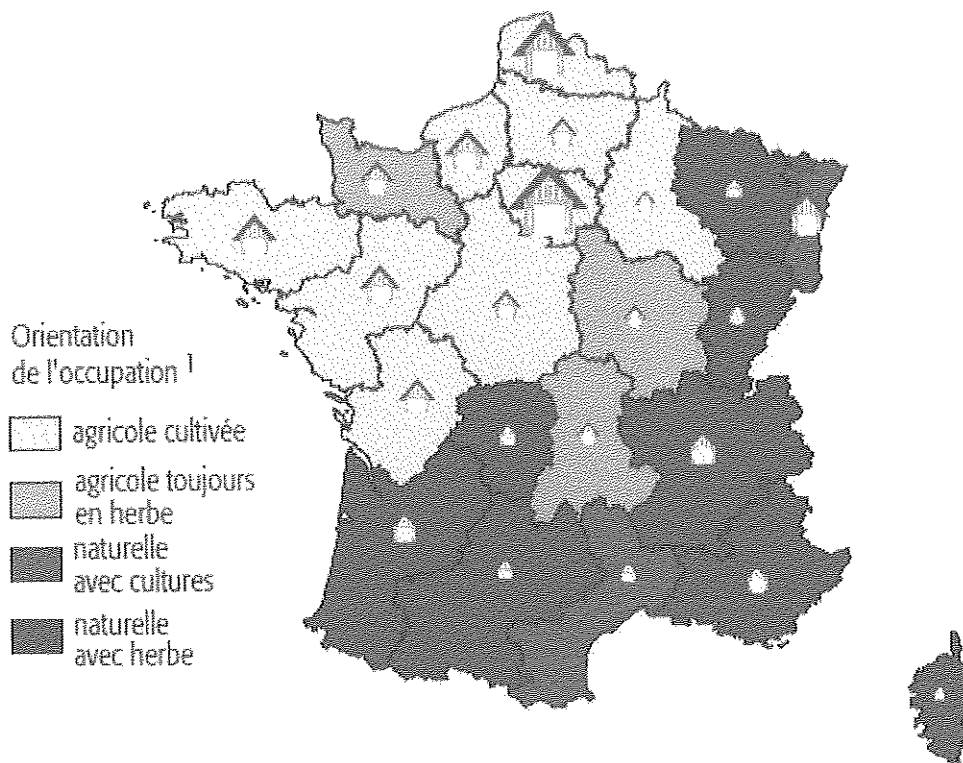 Orientation
de l'occupation 1
agricole cultivée
agricole toujours
en herbe
naturelle
avec cultures
naturelle
avec herbe